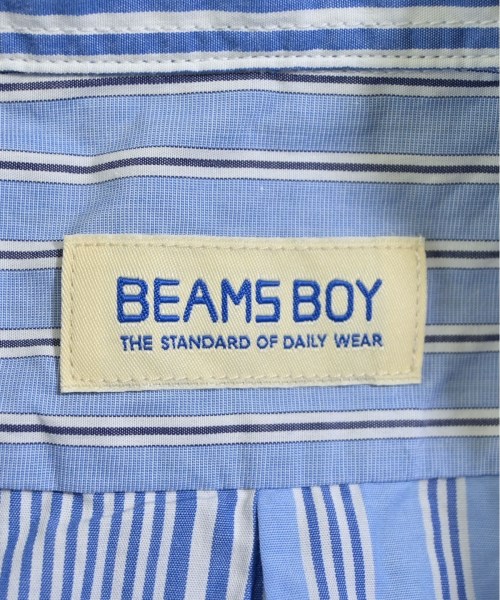 BEAMS BOY
THE STANDARD OF DAILY WEAR